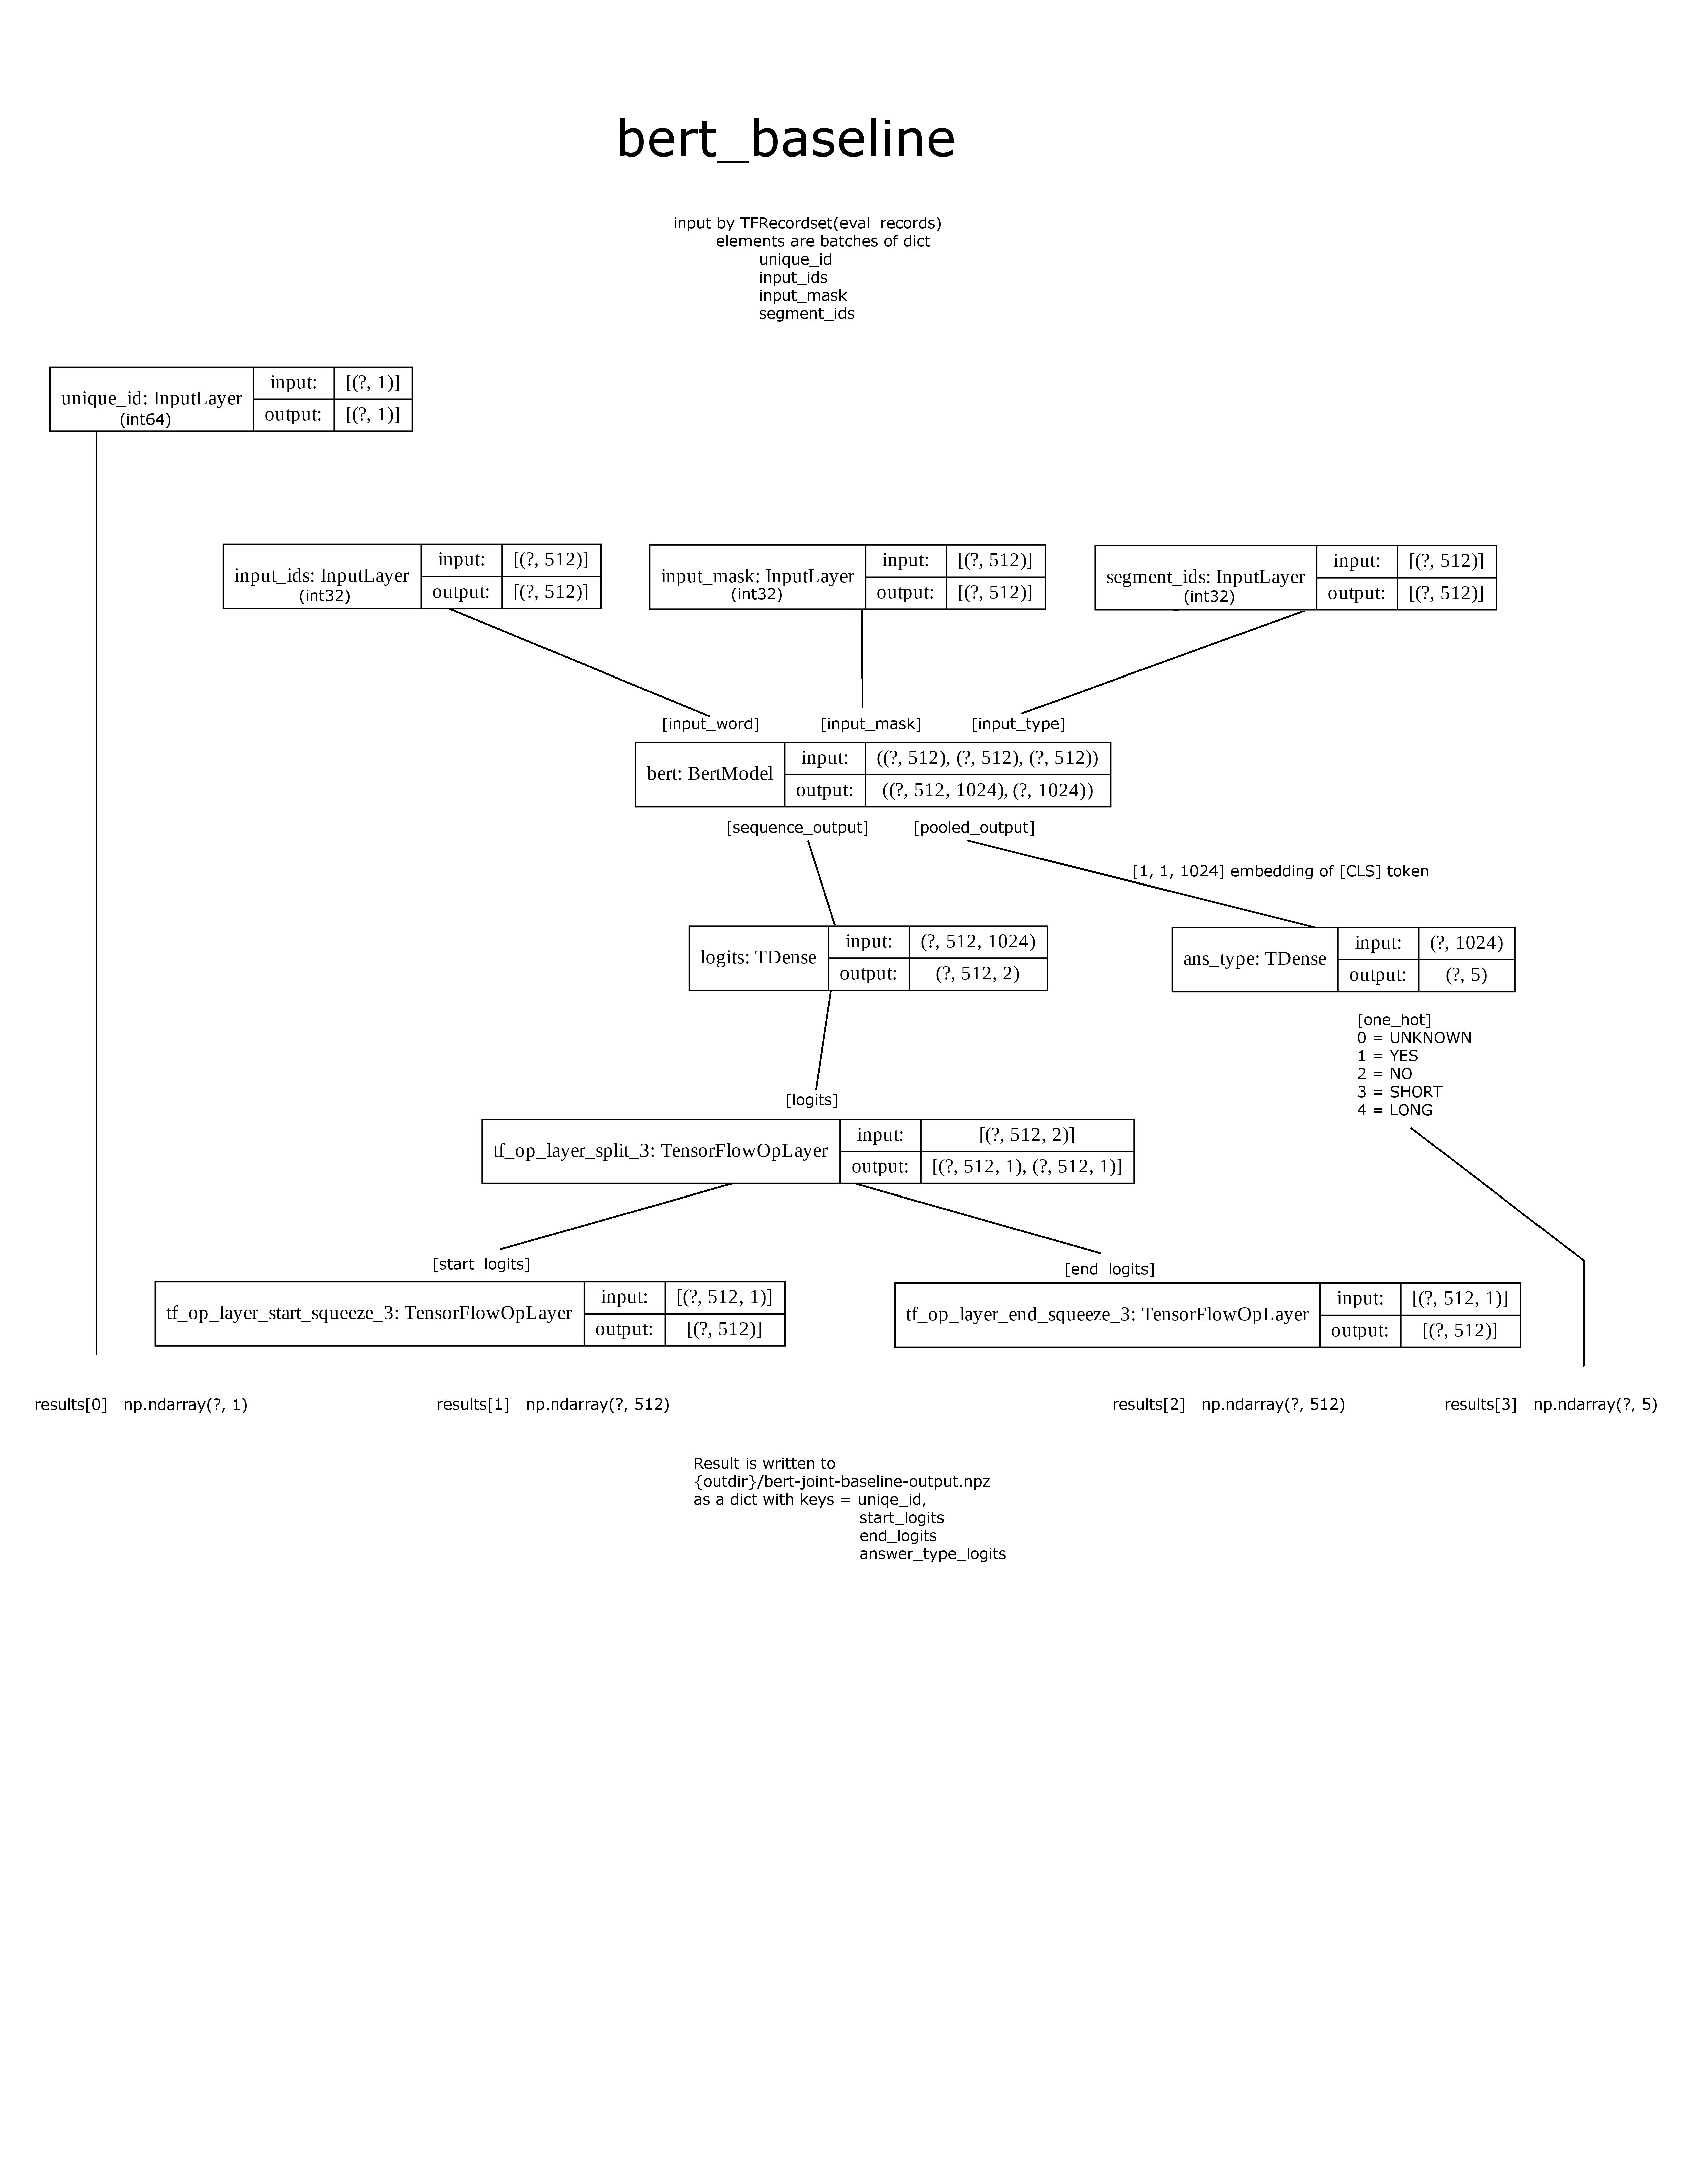 bert_baseline
input by TFRecordset(eval_records)
elements are batches of dict
unique_id
input_ids
input_mask
segment_ids
unique_id: InputLayer
(int64)
input: [(?, 1)]
output: [(?, 1)]
input_ids: InputLayer
(int32)
input: [(?, 512)]
output: [(?, 512)]
input_mask: InputLayer
(int32)
input: [(?, 512)]
output: [(?, 512)]
segment_ids: InputLayer
(int32)
input: [(?, 512)]
output: [(?, 512)]
[input_word] [input_mask] [input_type]
bert: BertModel
input: ((?, 512), (?, 512), (?, 512))
output: ((?, 512, 1024), (?, 1024))
[sequence_output] [pooled_output]
[1, 1, 1024] embedding of [CLS] token
logits: TDense
input: (?, 512, 1024)
output: (?, 512, 2)
ans_type: TDense
input: (?, 1024)
output: (?, 5)
[one_hot]
0 = UNKNOWN
1 = YES
2 = NO
3 = SHORT
4 = LONG
[logits]
tf_op_layer_split_3: TensorFlowOpLayer
input: [(?, 512, 2)]
output: [(?, 512, 1), (?, 512, 1)]
[start_logits]
tf_op_layer_start_squeeze_3: TensorFlowOpLayer
input: [(?, 512, 1)]
output: [(?, 512)]
[end_logits]
tf_op_layer_end_squeeze_3: TensorFlowOpLayer
input: [(?, 512, 1)]
output: [(?, 512)]
results[0] np.ndarray(?, 1)
results[1] np.ndarray(?, 512)
results[2] np.ndarray(?, 512)
results[3] np.ndarray(?, 5)
Result is written to
{outdir}/bert-joint-baseline-output.npz
as a dict with keys = uniqe_id,
start_logits
end_logits
answer_type_logits